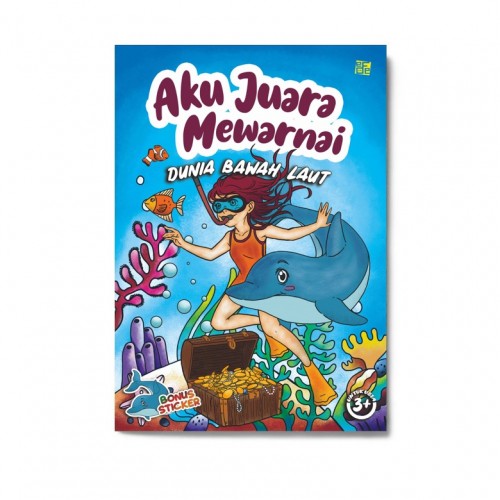 Aku Juara
Mewarnai
DUNIA BAWAH LAUT
BONUS
STICKER
3+